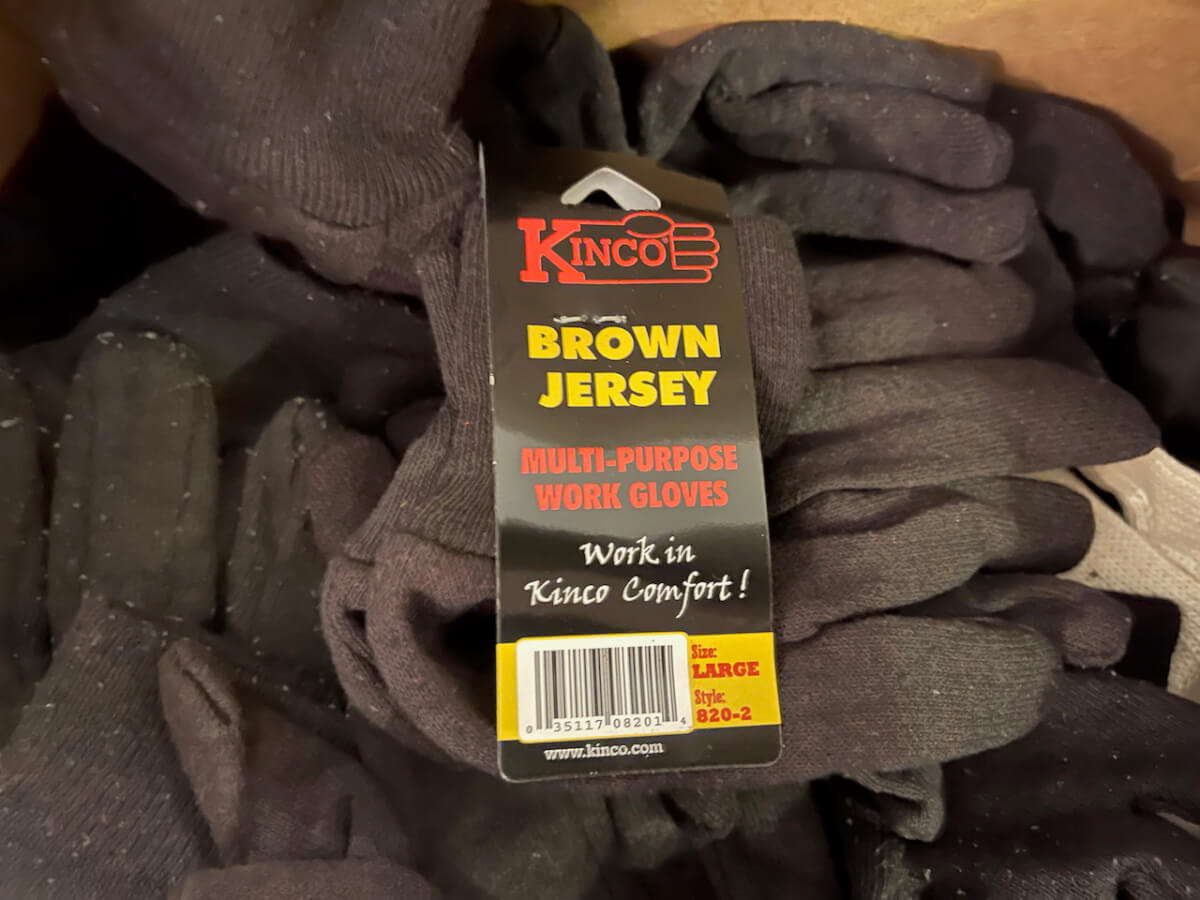 KINCO®
BROWN
JERSEY
MULTI-PURPOSE
WORK GLOVES
Work in
Kinco Comfort!
Size:
LARGE
Style:
820-2
0 35117 08201 4
www.kinco.com